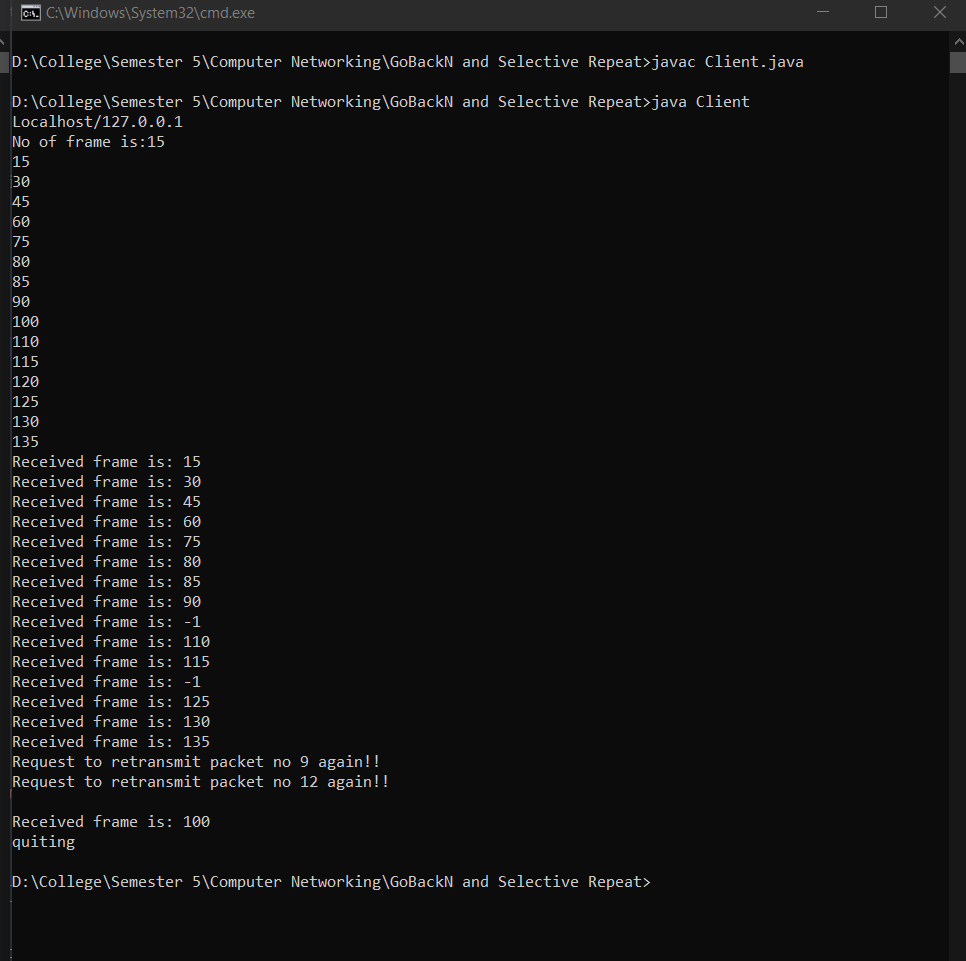 C:\Windows\System32\cmd.exe
D:\College\Semester 5\Computer Networking\GoBackN and Selective Repeat>javac Client.java
D:\College\Semester 5\Computer Networking\GoBackN and Selective Repeat>java Client
Localhost/127.0.0.1
No of frame is:15
15
30
45
60
75
80
85
90
100
110
115
120
125
130
135
Received frame is: 15
Received frame is: 30
Received frame is: 45
Received frame is: 60
Received frame is: 75
Received frame is: 80
Received frame is: 85
Received frame is: 90
Received frame is: -1
Received frame is: 110
Received frame is: 115
Received frame is: -1
Received frame is: 125
Received frame is: 130
Received frame is: 135
Request to retransmit packet no 9 again!!
Request to retransmit packet no 12 again!!
Received frame is: 100
quiting
D:\College\Semester 5\Computer Networking\GoBackN and Selective Repeat>